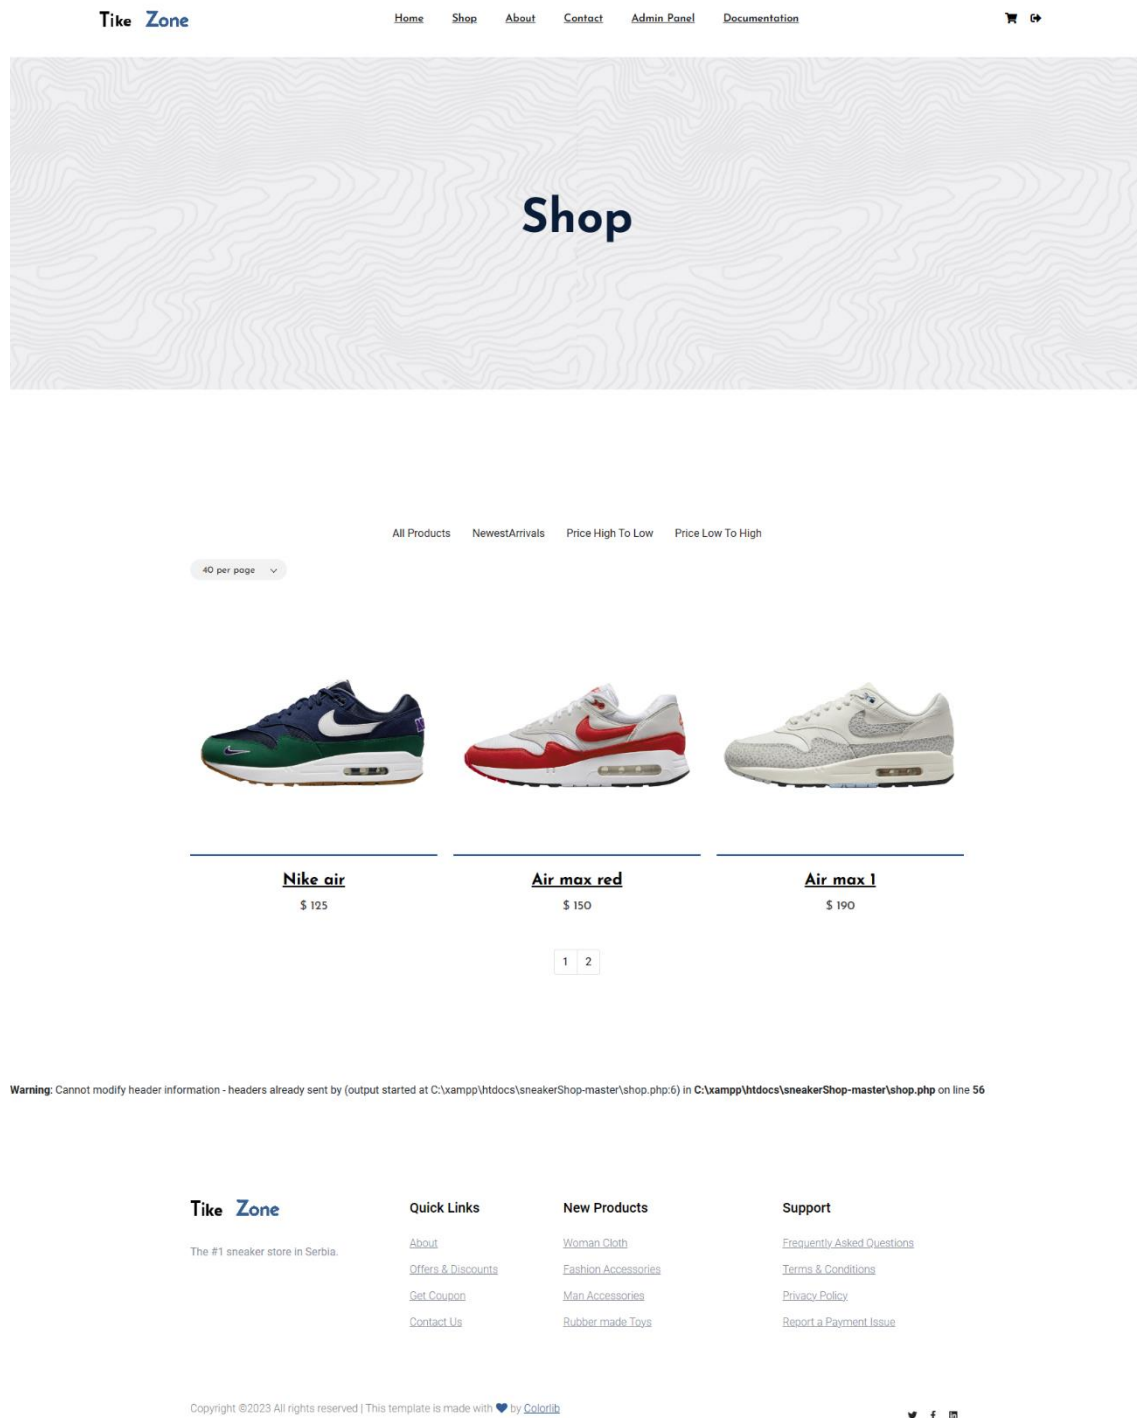 Tike Zone
Home Shop About Contact Admin Panel Documentation
Shop
All Products NewestArrivals Price High To Low Price Low To High
40 per page
Nike air Air max red Air max 1
$ 125 $ 150 $ 190
1 2
Warning: Cannot modify header information - headers already sent by (output started at C:\xampp\htdocs\sneakerShop-master\shop.php:6) in C:\xampp\htdocs\sneakerShop-master\shop.php on line 56
Tike Zone
The #1 sneaker store in Serbia.
Quick Links
About
Offers & Discounts
Get Coupon
Contact Us
New Products
Woman Cloth
Fashion Accessories
Man Accessories
Rubber made Toys
Support
Frequently Asked Questions
Terms & Conditions
Privacy Policy
Report a Payment Issue
Copyright ©2023 All rights reserved | This template is made with by Colorlib